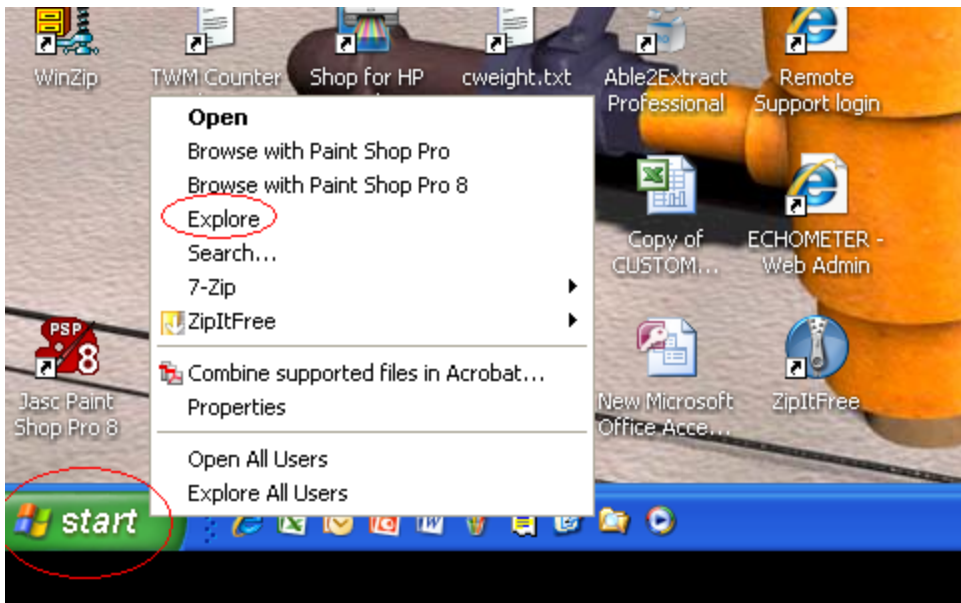 WinZip
TWM Counter
Shop for HP
cweight.txt
Able2Extract
Professional
Remote
Support login
Open
Browse with Paint Shop Pro
Browse with Paint Shop Pro 8
Explore
Search...
7-Zip
ZipItFree
Combine supported files in Acrobat...
Properties
Open All Users
Explore All Users
Copy of
CUSTOM...
ECHOMETER -
Web Admin
PSP
8
Jasc Paint
Shop Pro 8
New Microsoft
Office Acce...
ZipItFree
start